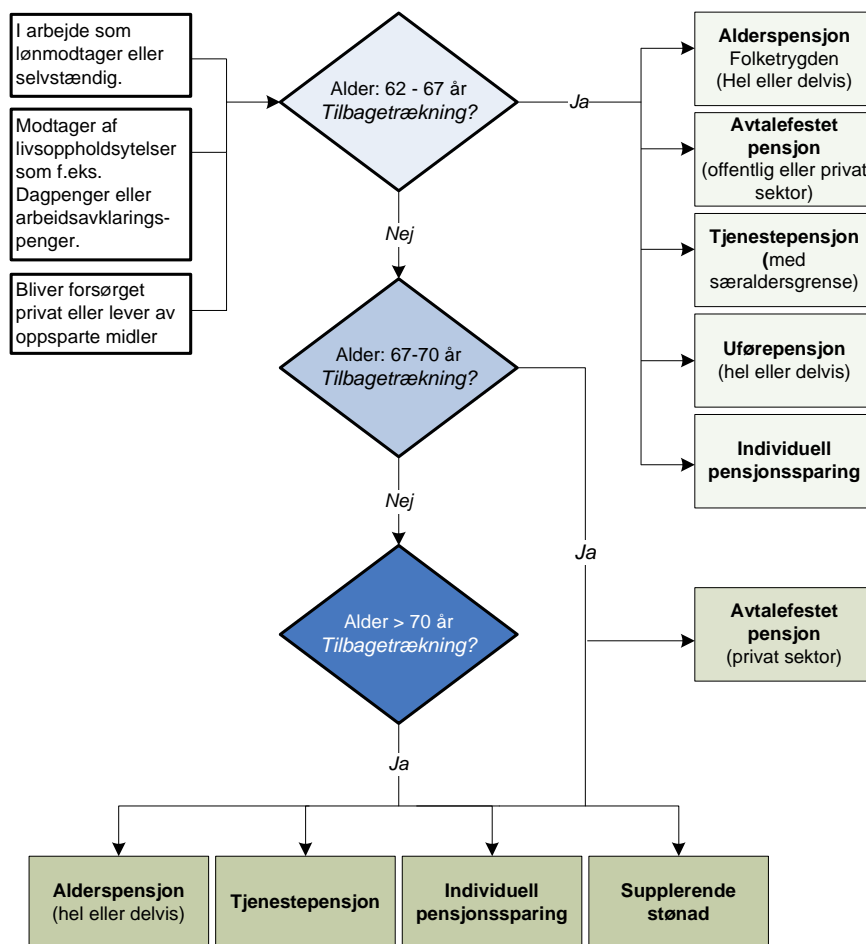 I arbejde som
lønmodtager eller
selvstændig.
Modtager af
livsoppholdsytelser
som f.eks.
Dagpenger eller
arbeidsavklarings-
penger.
Bliver forsørget
privat eller lever av
oppsparte midler
Alder: 62 - 67 år
Tilbagetrækning?
Ja
Nej
Alder: 67-70 år
Tilbagetrækning?
Nej
Ja
Alder > 70 år
Tilbagetrækning?
Ja
Alderspensjon
Folketrygden
(Hel eller delvis)
Avtalefestet
pensjon
(offentlig eller privat
sektor)
Tjenestepensjon
(med
særaldersgrense)
Uførepensjon
(hel eller delvis)
Individuell
pensjonssparing
Avtalefestet
pensjon
(privat sektor)
Alderspensjon
(hel eller delvis)
Tjenestepensjon
Individuell
pensjonssparing
Supplerende
stønad